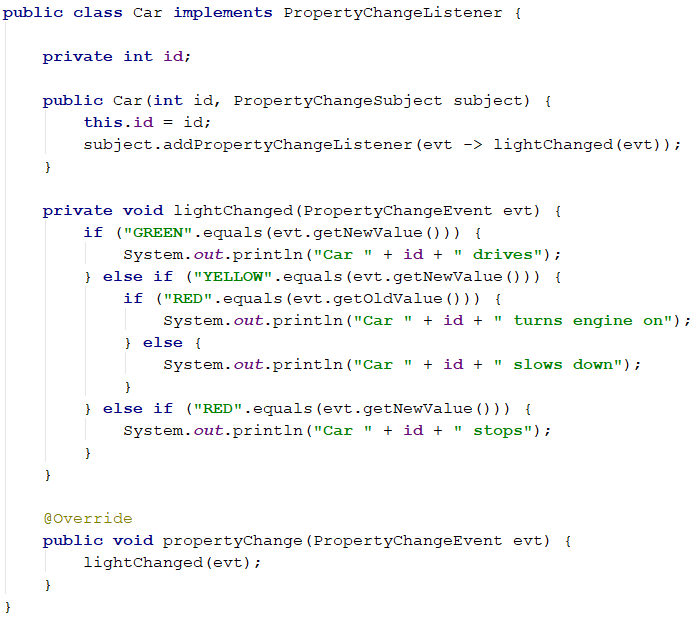 public class Car implements PropertyChangeListener {
private int id;
public Car(int id, PropertyChangeSubject subject) {
this.id = id;
subject.addPropertyChangeListener(evt -> lightChanged(evt));
}
private void lightChanged(PropertyChangeEvent evt) {
if ("GREEN".equals(evt.getNewValue())) {
System.out.println("Car " + id + " drives");
} else if ("YELLOW".equals(evt.getNewValue())) {
if ("RED".equals(evt.getOldValue())) {
System.out.println("Car " + id + " turns engine on");
} else {
System.out.println("Car " + id + " slows down");
}
} else if ("RED".equals(evt.getNewValue())) {
System.out.println("Car " + id + " stops");
}
}
@Override
public void propertyChange(PropertyChangeEvent evt) {
lightChanged(evt);
}
}